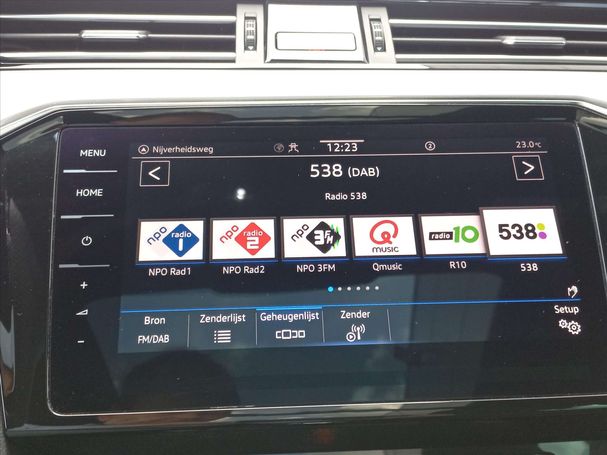 MENU
Nijverheidsweg
12:23
2
23.0°C
538 (DAB)
Radio 538
HOME
npo radio 1
npo radio 2
npo 3FM
Q music
radio 10
538
NPO Rad1
NPO Rad2
NPO 3FM
Qmusic
R10
538
Bron
Zenderlijst
Geheugenlijst
Zender
Setup
FM/DAB
+
-